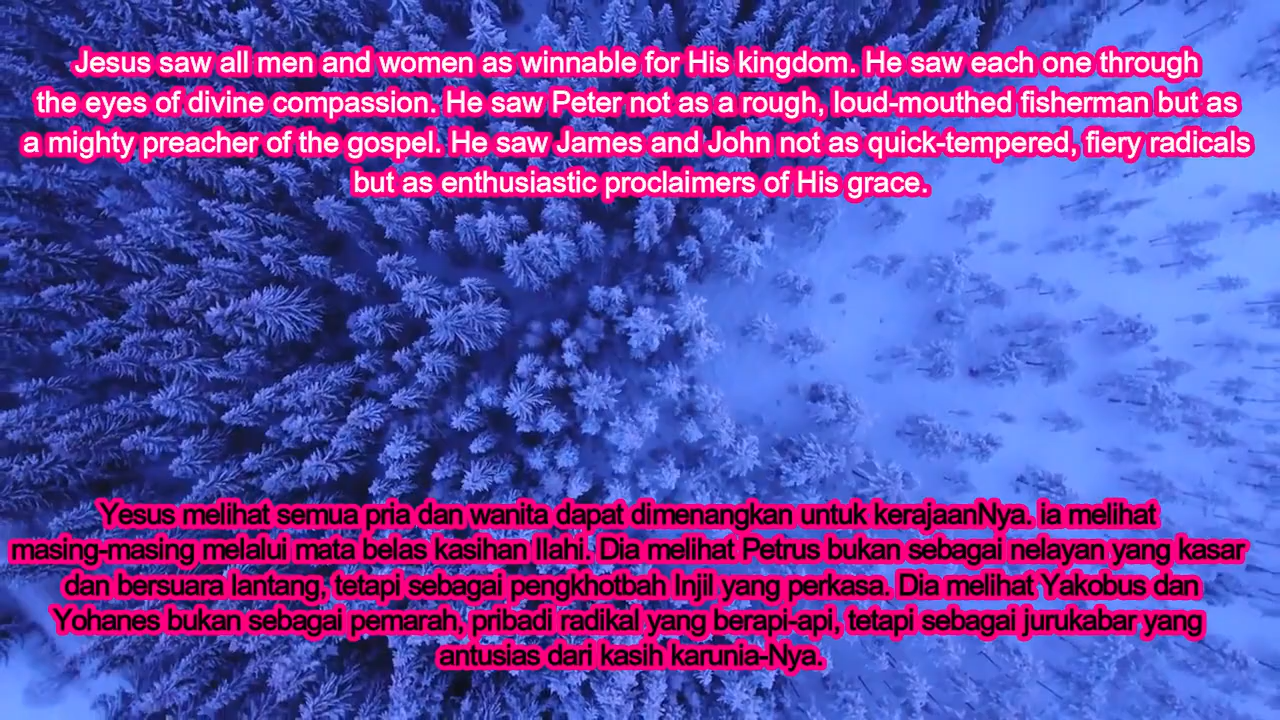 Jesus saw all men and women as winnable for His kingdom. He saw each one through
the eyes of divine compassion. He saw Peter not as a rough, loud-mouthed fisherman but as
a mighty preacher of the gospel. He saw James and John not as quick-tempered, fiery radicals
but as enthusiastic proclaimers of His grace.
Yesus melihat semua pria dan wanita dapat dimenangkan untuk kerajaanNya. ia melihat
masing-masing melalui mata belas kasihan Ilahi. Dia melihat Petrus bukan sebagai nelayan yang kasar
dan bersuara lantang, tetapi sebagai pengkhotbah Injil yang perkasa. Dia melihat Yakobus dan
Yohanes bukan sebagai pemarah, pribadi radikal yang berapi-api, tetapi sebagai jurukabar yang
antusias dari kasih karunia-Nya.